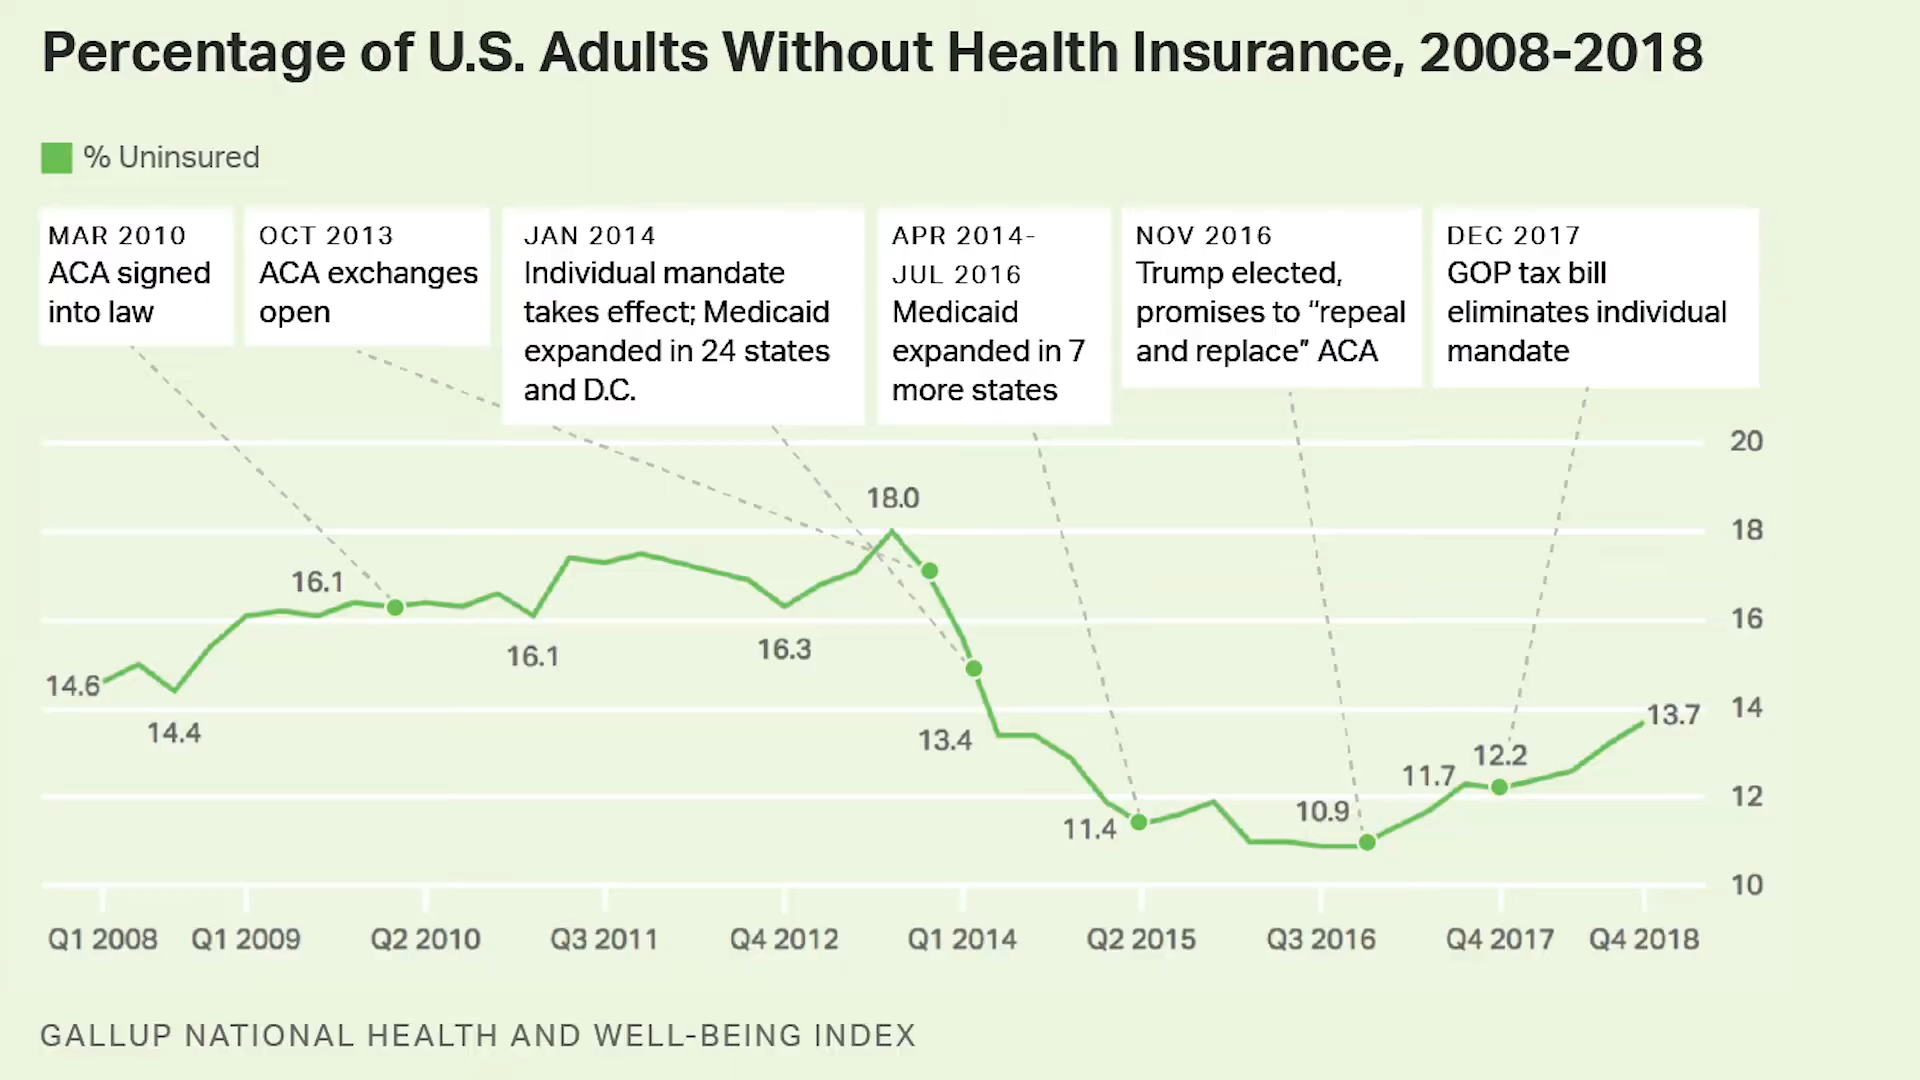 Percentage of U.S. Adults Without Health Insurance, 2008-2018
% Uninsured
MAR 2010
ACA signed
into law
OCT 2013
ACA exchanges
open
JAN 2014
Individual mandate
takes effect; Medicaid
expanded in 24 states
and D.C.
APR 2014-
JUL 2016
Medicaid
expanded in 7
more states
NOV 2016
Trump elected,
promises to “repeal
and replace” ACA
DEC 2017
GOP tax bill
eliminates individual
mandate
20
18
16
14
12
10
14.6
14.4
16.1
16.1
16.3
18.0
13.4
11.4
10.9
11.7
12.2
13.7
Q1 2008
Q1 2009
Q2 2010
Q3 2011
Q4 2012
Q1 2014
Q2 2015
Q3 2016
Q4 2017
Q4 2018
GALLUP NATIONAL HEALTH AND WELL-BEING INDEX